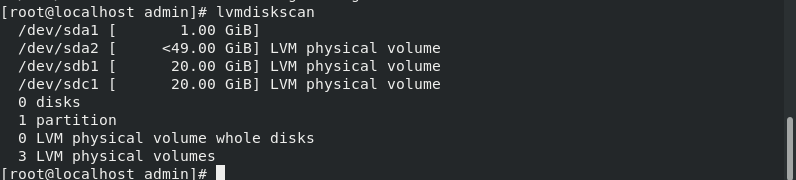 [root@localhost admin]# lvmdiskscan
  /dev/sda1 [       1.00 GiB]
  /dev/sda2 [     <49.00 GiB] LVM physical volume
  /dev/sdb1 [      20.00 GiB] LVM physical volume
  /dev/sdc1 [      20.00 GiB] LVM physical volume
  0 disks
  1 partition
  0 LVM physical volume whole disks
  3 LVM physical volumes
[root@localhost admin]#